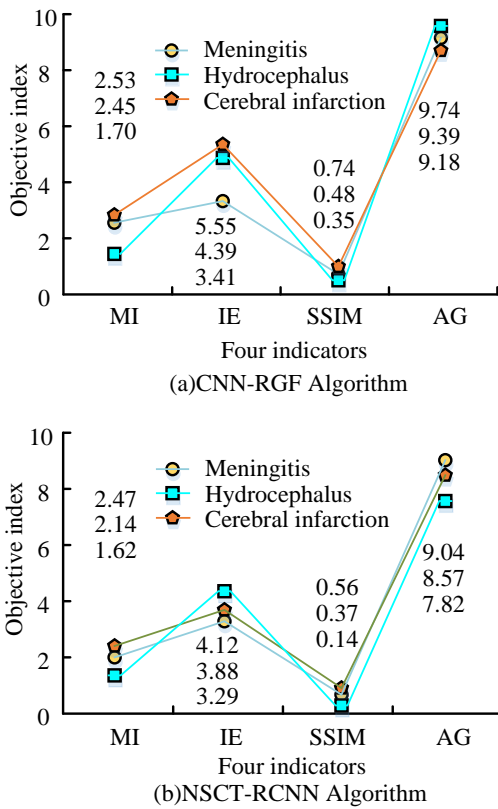 10
8
6
4
2
0
Objective index
Meningitis
Hydrocephalus
Cerebral infarction
2.53
2.45
1.70
5.55
4.39
3.41
0.74
0.48
0.35
9.74
9.39
9.18
MI IE SSIM AG
Four indicators
(a)CNN-RGF Algorithm
10
8
6
4
2
0
Objective index
Meningitis
Hydrocephalus
Cerebral infarction
2.47
2.14
1.62
4.12
3.88
3.29
0.56
0.37
0.14
9.04
8.57
7.82
MI IE SSIM AG
Four indicators
(b)NSCT-RCNN Algorithm